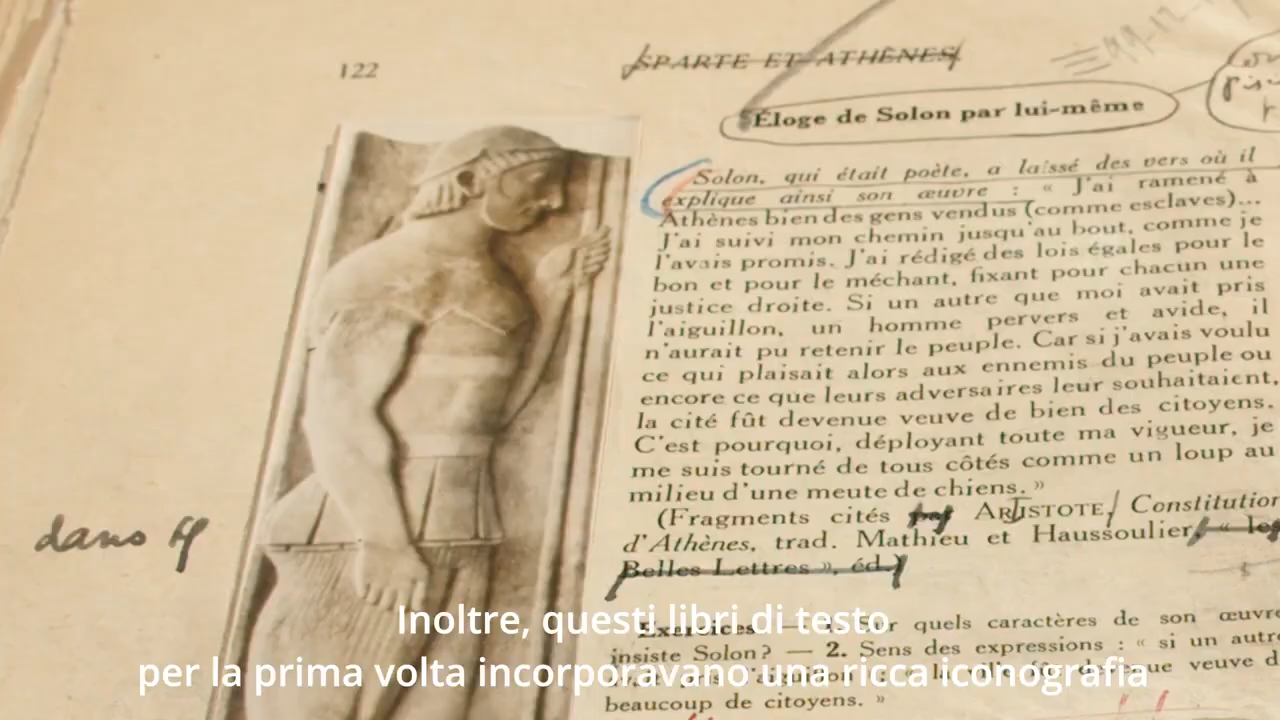 122
SPARTE ET ATHÈNES
Éloge de Solon par lui-même
Solon, qui était poète, a laissé des vers où il
explique ainsi son œuvre : « J'ai ramené à
Athènes bien des gens vendus (comme esclaves)...
J'ai suivi mon chemin jusqu'au bout, comme je
l'avais promis. J'ai rédigé des lois égales pour le
bon et pour le méchant, fixant pour chacun une
justice droite. Si un autre que moi avait pris
l'aiguillon, un homme pervers et avide, il
n'aurait pu retenir le peuple. Car si j'avais voulu
ce qui plaisait alors aux ennemis du peuple ou
encore ce que leurs adversaires leur souhaitaient,
la cité fût devenue veuve de bien des citoyens.
C'est pourquoi, déployant toute ma vigueur, je
me suis tourné de tous côtés comme un loup au
milieu d'une meute de chiens. »
(Fragments cités ARISTOTE, Constitution
d'Athènes, trad. Mathieu et Haussoulier, « les
Belles Lettres », éd.)
Exercices. — 1. Sur quels caractères de son œuvre
insiste Solon ? — 2. Sens des expressions : « si un autre
que veuve d
beaucoup de citoyens. »
dans
Inoltre, questi libri di testo
per la prima volta incorporavano una ricca iconografia